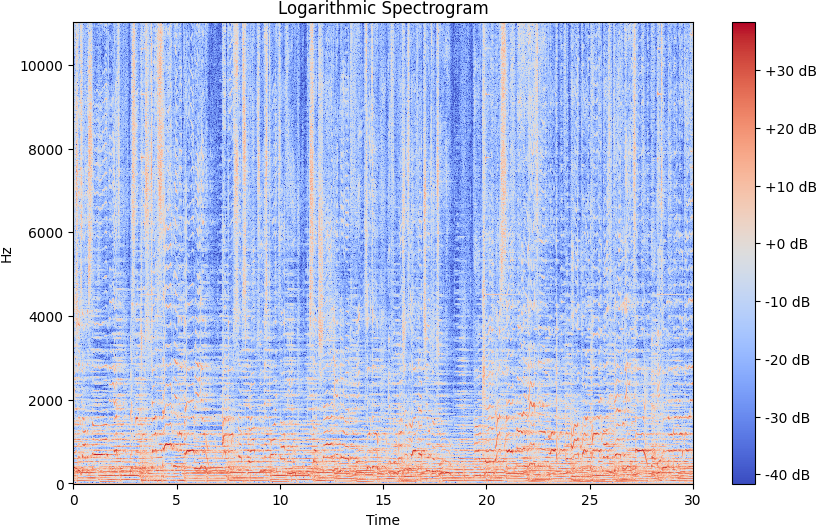 Logarithmic Spectrogram
10000
8000
6000
4000
2000
0
Hz
0 5 10 15 20 25 30
Time
+30 dB
+20 dB
+10 dB
+0 dB
-10 dB
-20 dB
-30 dB
-40 dB